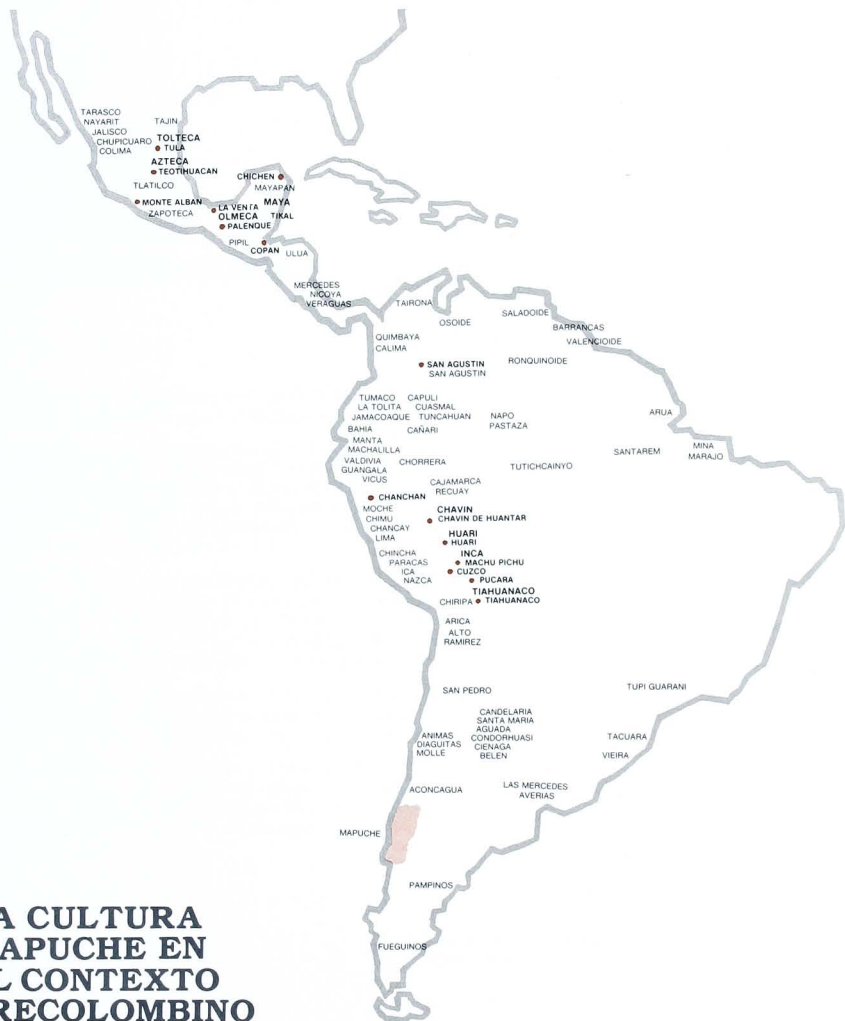 TARASCO
NAYARIT
JALISCO
CHUPICUARO
COLIMA
TAJIN
TOLTECA
TULA
AZTECA
TEOTIHUACAN
TLATILCO
MONTE ALBAN
ZAPOTECA
CHICHEN
MAYAPAN
MAYA
LA VENTA
OLMECA
TIKAL
PALENQUE
PIPIL
COPAN
ULUA
MERCEDES
NICOYA
VERAGUAS
TAIRONA
OSOIDE
SALADOIDE
BARRANCAS
VALENCIOIDE
QUIMBAYA
CALIMA
SAN AGUSTIN
SAN AGUSTIN
RONQUINOIDE
TUMACO
CAPULI
LA TOLITA
CUASMAL
JAMACOAQUE
TUNCAHUAN
BAHIA
CAÑARI
NAPO
PASTAZA
ARUA
MANTA
MACHALILLA
VALDIVIA
CHORRERA
GUANGALA
VICUS
TUTICHCAINYO
SANTAREM
MINA
MARAJO
CAJAMARCA
RECUAY
CHANCHAN
MOCHE
CHIMU
CHANCAY
LIMA
CHAVIN
CHAVIN DE HUANTAR
HUARI
HUARI
CHINCHA
PARACAS
ICA
NAZCA
INCA
MACHU PICHU
CUZCO
PUCARA
TIAHUANACO
CHIRIPA
TIAHUANACO
ARICA
ALTO
RAMIREZ
SAN PEDRO
TUPI GUARANI
CANDELARIA
SANTA MARIA
AGUADA
CONDORHUASI
CIENAGA
BELEN
ANIMAS
DIAGUITAS
MOLLE
TACUARA
VIEIRA
ACONCAGUA
LAS MERCEDES
AVERIAS
MAPUCHE
PAMPINOS
FUEGUINOS
A CULTURA
APUCHE EN
L CONTEXTO
RECOLOMBINO